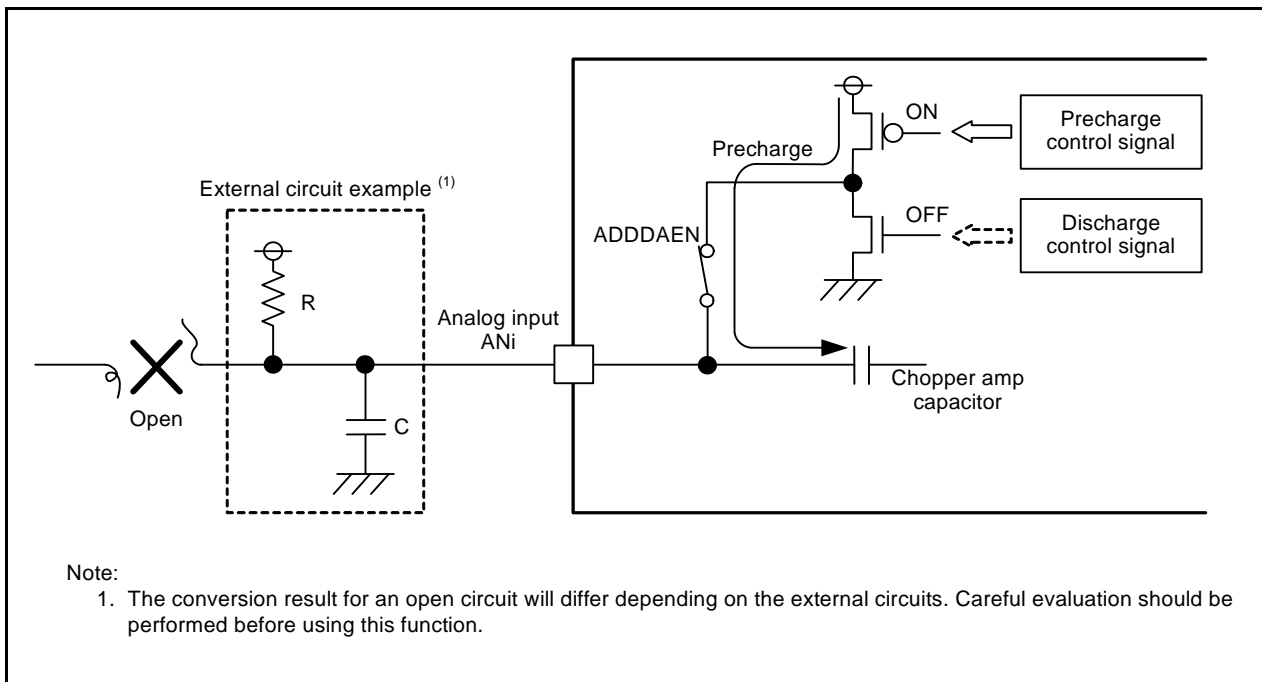 ON
Precharge
control signal
Precharge
External circuit example (1)
OFF
Discharge
control signal
ADDDAEN
R
Analog input
ANi
Chopper amp
capacitor
Open
C
Note:
1. The conversion result for an open circuit will differ depending on the external circuits. Careful evaluation should be
performed before using this function.